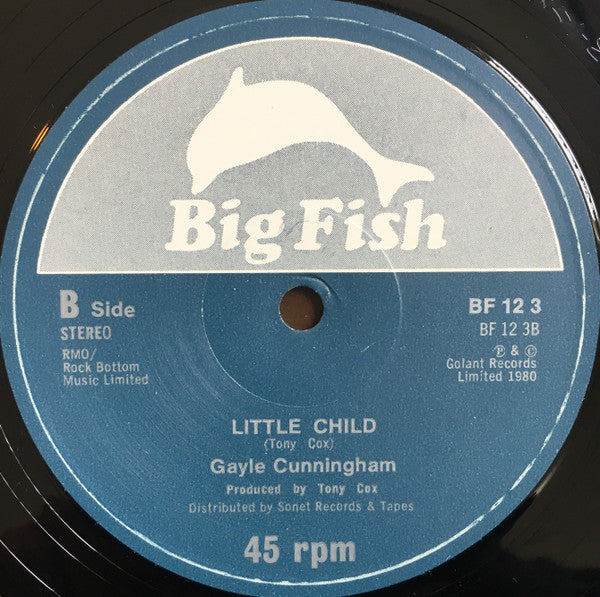 Big Fish
B Side
STEREO
RMO/
Rock Bottom
Music Limited
BF 12 3
BF 12 3B
℗ & ©
Golant Records
Limited 1980
LITTLE CHILD
(Tony Cox)
Gayle Cunningham
Produced by Tony Cox
Distributed by Sonet Records & Tapes
45 rpm